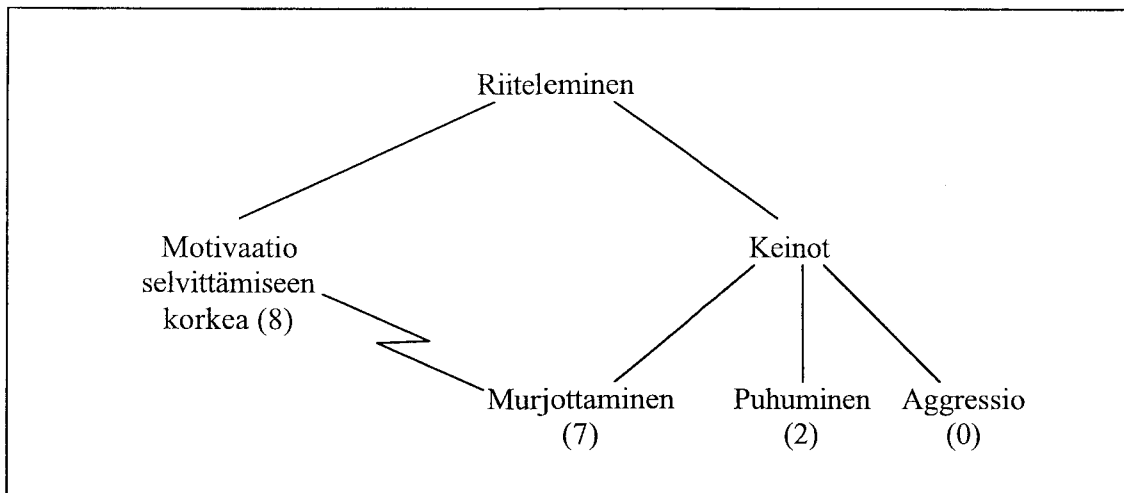 Riiteleminen
Motivaatio
selvittämiseen
korkea (8)
Keinot
Murjottaminen
(7)
Puhuminen
(2)
Aggressio
(0)